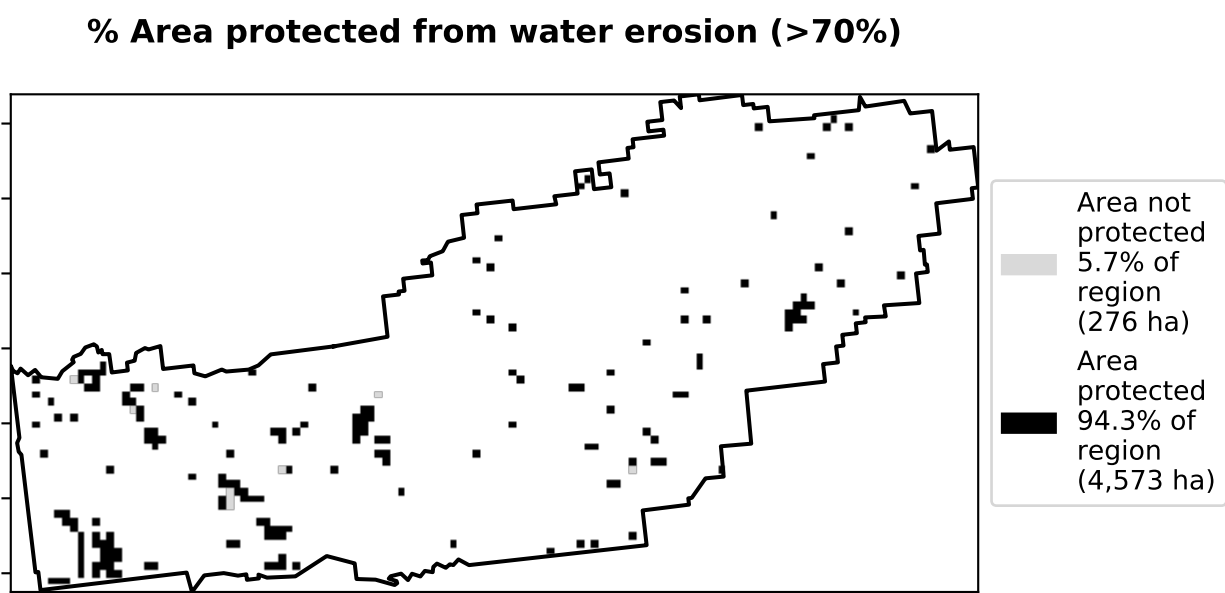 % Area protected from water erosion (>70%)
Area not
protected
5.7% of
region
(276 ha)
Area
protected
94.3% of
region
(4,573 ha)